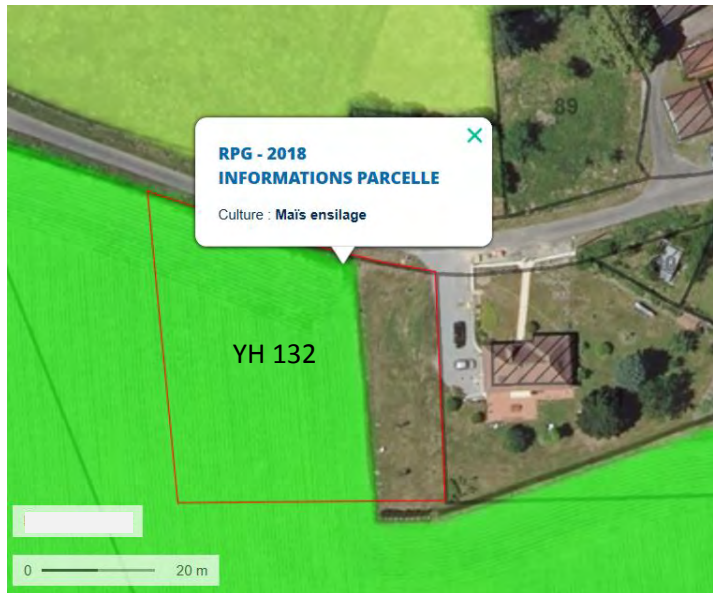 89
RPG - 2018
INFORMATIONS PARCELLE
Culture : Maïs ensilage
YH 132
0 20 m